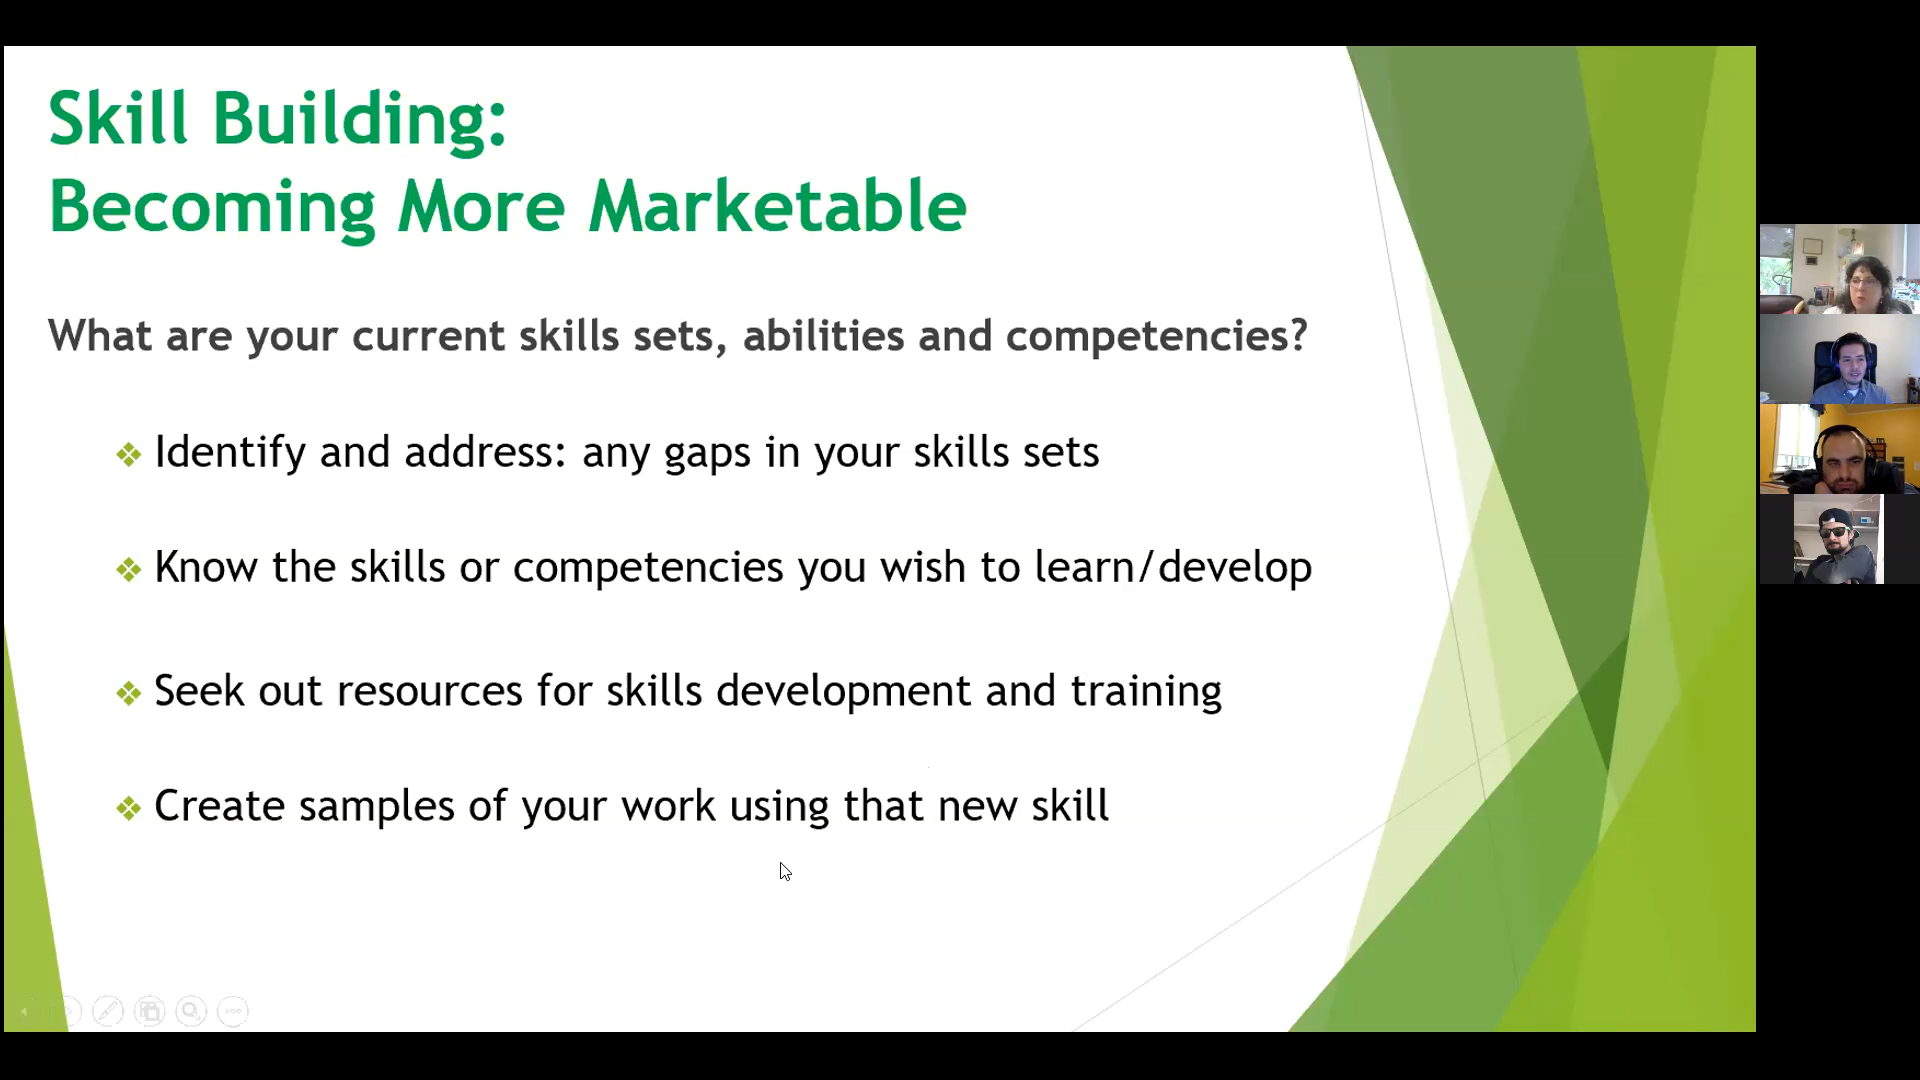 Skill Building:
Becoming More Marketable
What are your current skills sets, abilities and competencies?
Identify and address: any gaps in your skills sets
Know the skills or competencies you wish to learn/develop
Seek out resources for skills development and training
Create samples of your work using that new skill